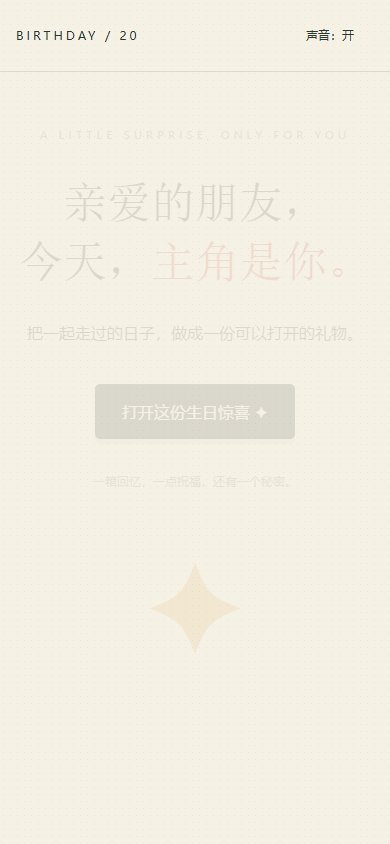 BIRTHDAY / 20
声音：开
A LITTLE SURPRISE, ONLY FOR YOU
亲爱的朋友，
今天，主角是你。
把一起走过的日子，做成一份可以打开的礼物。
打开这份生日惊喜 ✦
一幅回忆，一点祝福，还有一个秘密。